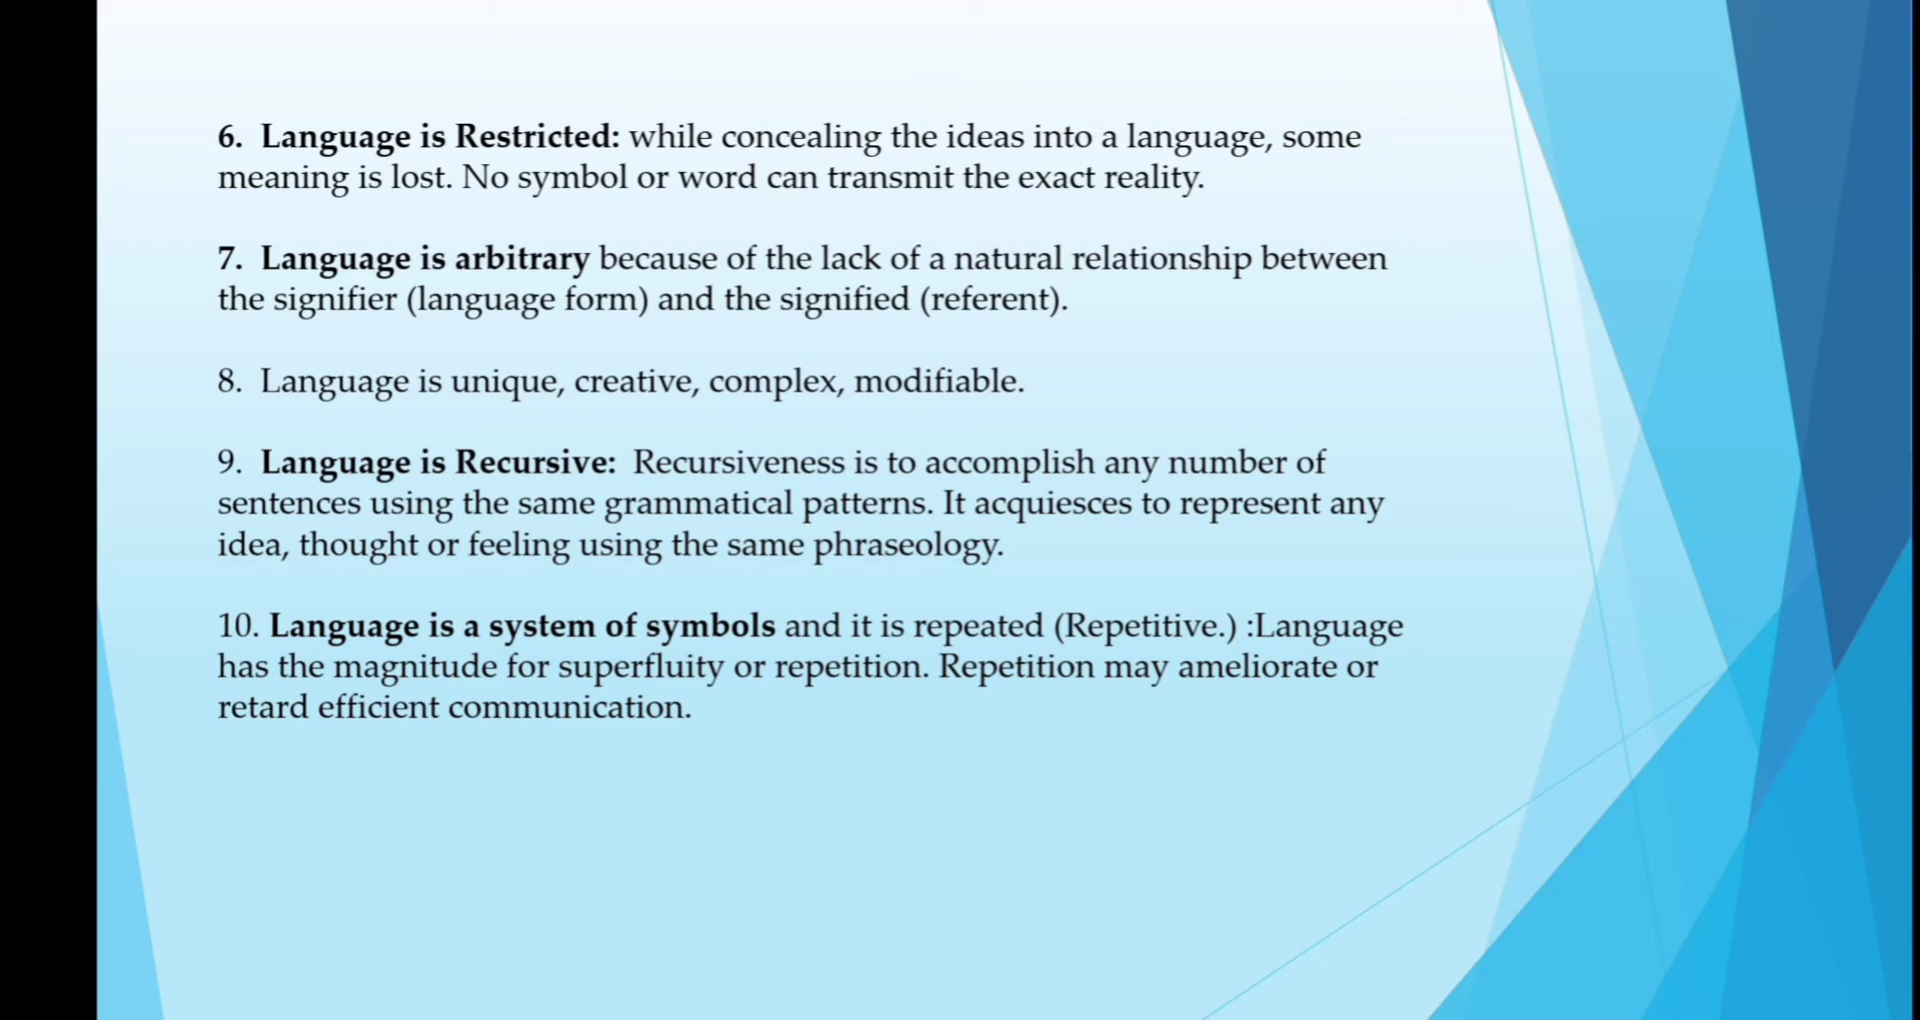 6. Language is Restricted: while concealing the ideas into a language, some
meaning is lost. No symbol or word can transmit the exact reality.
7. Language is arbitrary because of the lack of a natural relationship between
the signifier (language form) and the signified (referent).
8. Language is unique, creative, complex, modifiable.
9. Language is Recursive: Recursiveness is to accomplish any number of
sentences using the same grammatical patterns. It acquiesces to represent any
idea, thought or feeling using the same phraseology.
10. Language is a system of symbols and it is repeated (Repetitive.) :Language
has the magnitude for superfluity or repetition. Repetition may ameliorate or
retard efficient communication.